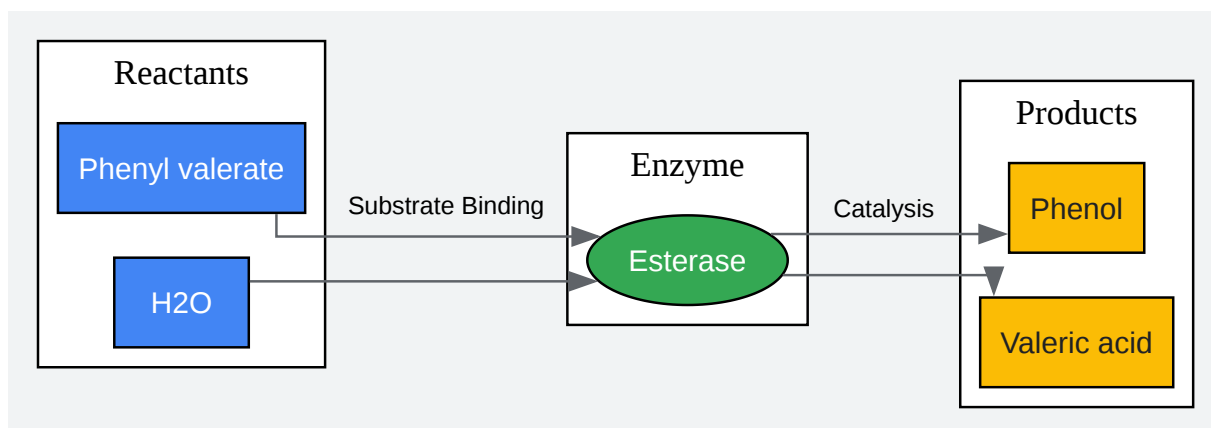 Reactants
Phenyl valerate
H2O
Substrate Binding
Enzyme
Esterase
Catalysis
Products
Phenol
Valeric acid